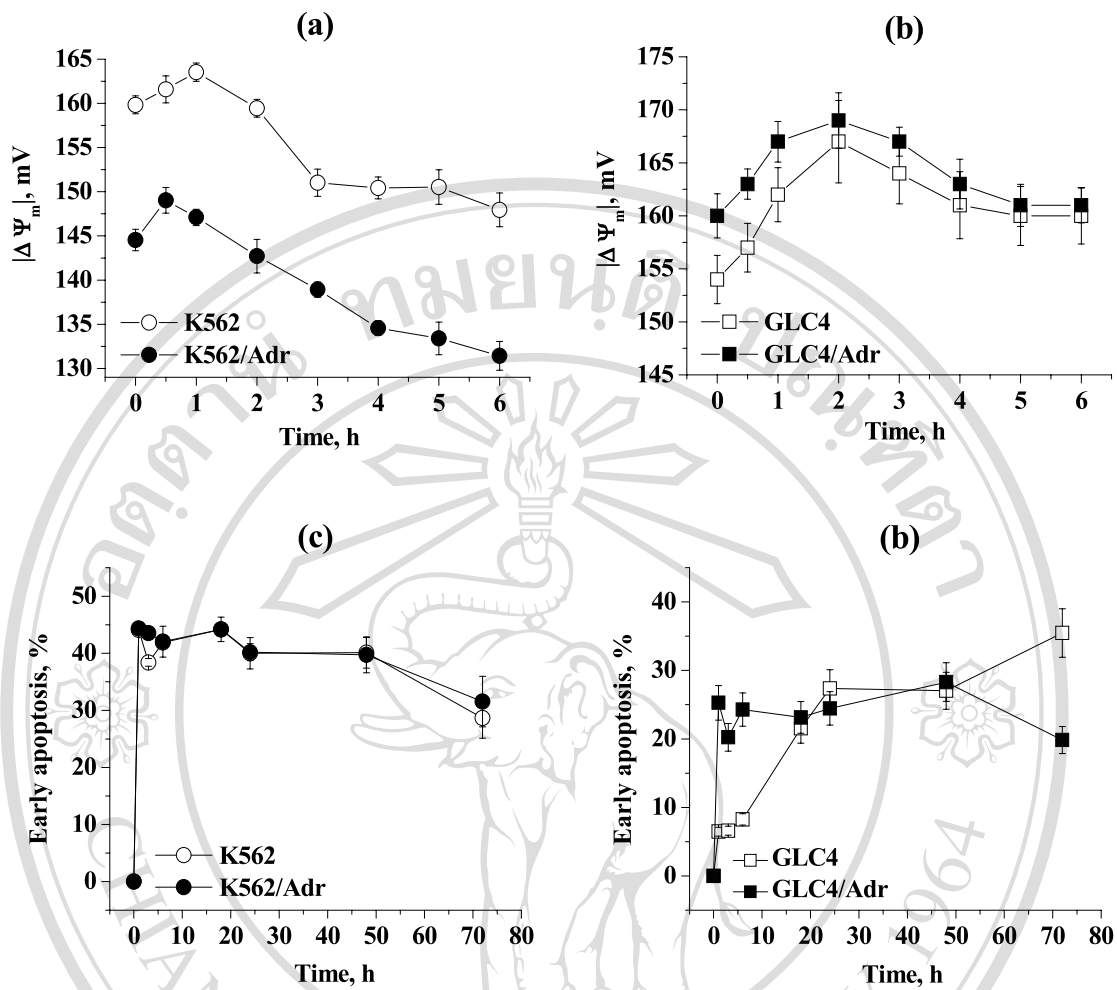 (a)
165
160
155
150
145
140
135
130
|ΔΨm|, mV
K562
K562/Adr
0 1 2 3 4 5 6
Time, h
(b)
175
170
165
160
155
150
145
|ΔΨm|, mV
GLC4
GLC4/Adr
0 1 2 3 4 5 6
Time, h
(c)
50
40
30
20
10
0
Early apoptosis, %
K562
K562/Adr
0 10 20 30 40 50 60 70 80
Time, h
(b)
40
30
20
10
0
Early apoptosis, %
GLC4
GLC4/Adr
0 10 20 30 40 50 60 70 80
Time, h
1964